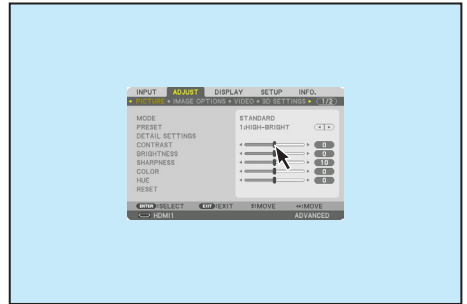 INPUT ADJUST DISPLAY SETUP INFO.
• PICTURE • IMAGE OPTIONS • VIDEO • 3D SETTINGS • (1/2)
MODE STANDARD
PRESET 1:HIGH-BRIGHT
DETAIL SETTINGS
CONTRAST 0
BRIGHTNESS 0
SHARPNESS 10
COLOR 0
HUE 0
RESET
ENTER:SELECT EXIT:EXIT ↕:MOVE ↔:MOVE
HDMI1 ADVANCED